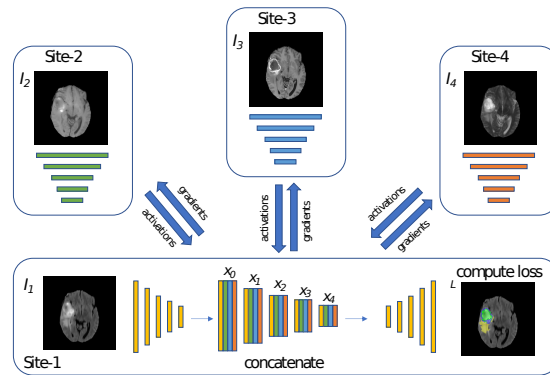 Site-2
I2
Site-3
I3
Site-4
I4
gradients
activations
activations
gradients
activations
gradients
I1
x0
x1
x2
x3
x4
compute loss
L
Site-1
concatenate